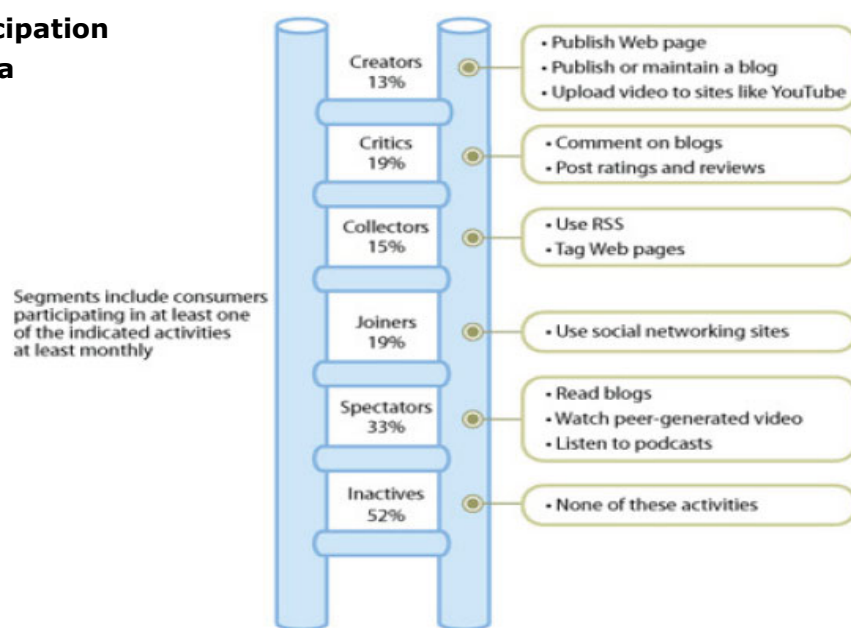 cipation
a
Creators
13%
• Publish Web page
• Publish or maintain a blog
• Upload video to sites like YouTube
Critics
19%
• Comment on blogs
• Post ratings and reviews
Collectors
15%
• Use RSS
• Tag Web pages
Segments include consumers
participating in at least one
of the indicated activities
at least monthly
Joiners
19%
• Use social networking sites
Spectators
33%
• Read blogs
• Watch peer-generated video
• Listen to podcasts
Inactives
52%
• None of these activities